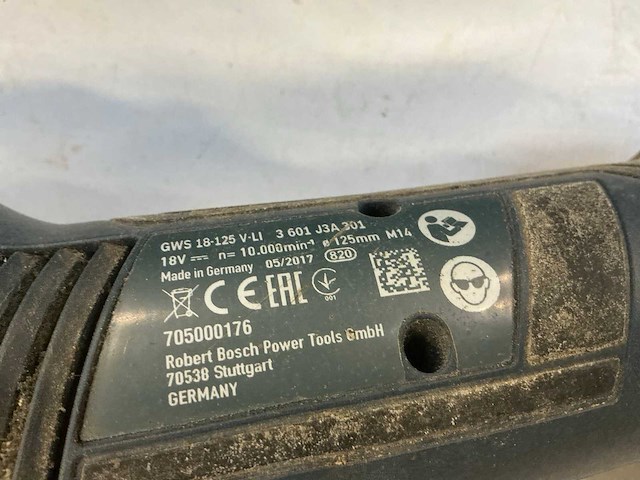 GWS 18-125 V-LI 3 601 J3A 301
18V ⎓ n= 10.000min-1 ø 125mm M14
Made in Germany 05/2017 820
CE EAC 001
705000176
Robert Bosch Power Tools GmbH
70538 Stuttgart
GERMANY